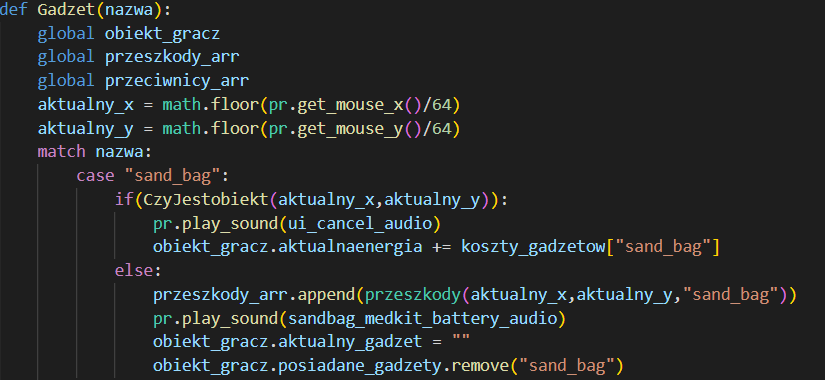 def Gadzet(nazwa):
    global obiekt_gracz
    global przeszkody_arr
    global przeciwnicy_arr
    aktualny_x = math.floor(pr.get_mouse_x()/64)
    aktualny_y = math.floor(pr.get_mouse_y()/64)
    match nazwa:
        case "sand_bag":
            if(CzyJestobiekt(aktualny_x,aktualny_y)):
                pr.play_sound(ui_cancel_audio)
                obiekt_gracz.aktualnaenergia += koszty_gadzetow["sand_bag"]
            else:
                przeszkody_arr.append(przeszkody(aktualny_x,aktualny_y,"sand_bag"))
                pr.play_sound(sandbag_medkit_battery_audio)
                obiekt_gracz.aktualny_gadzet = ""
                obiekt_gracz.posiadane_gadzety.remove("sand_bag")